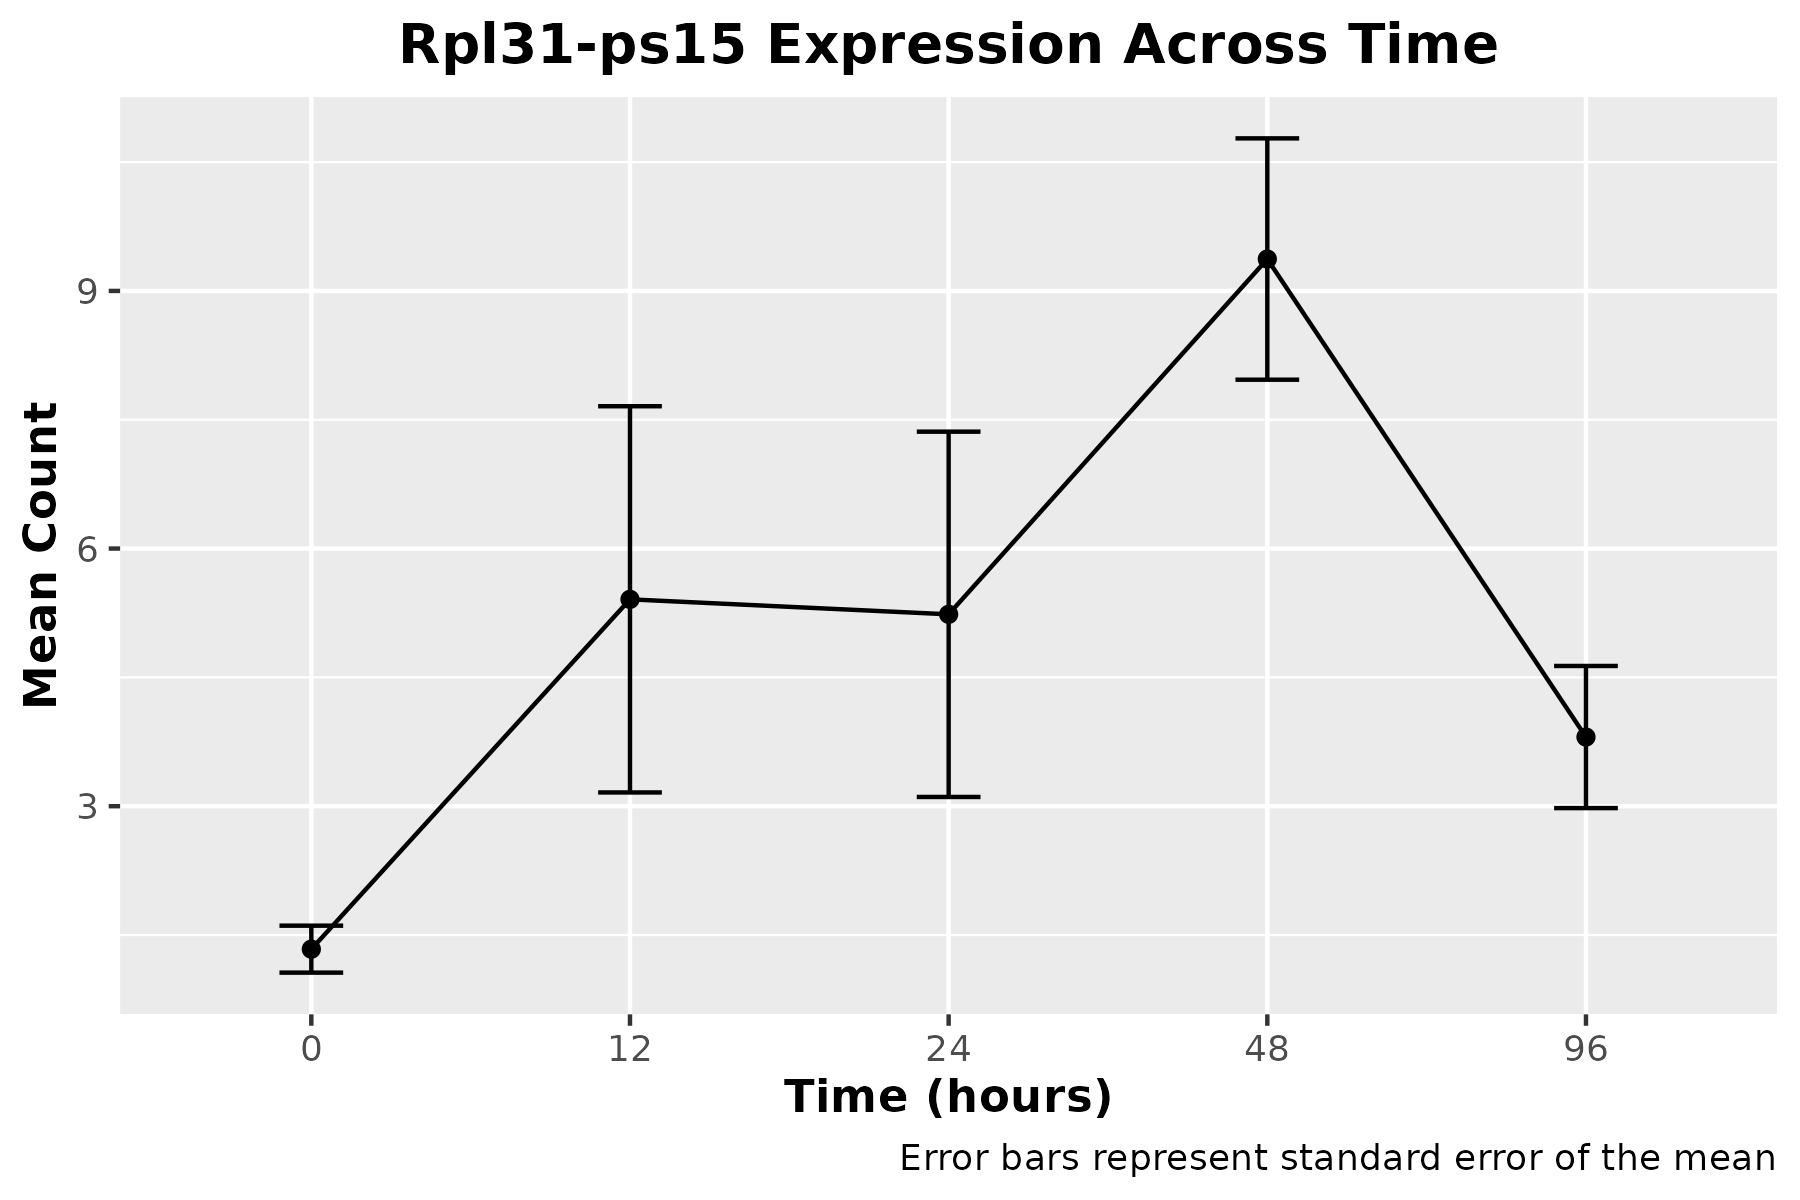 Rpl31-ps15 Expression Across Time
Mean Count
9
6
3
0 12 24 48 96
Time (hours)
Error bars represent standard error of the mean